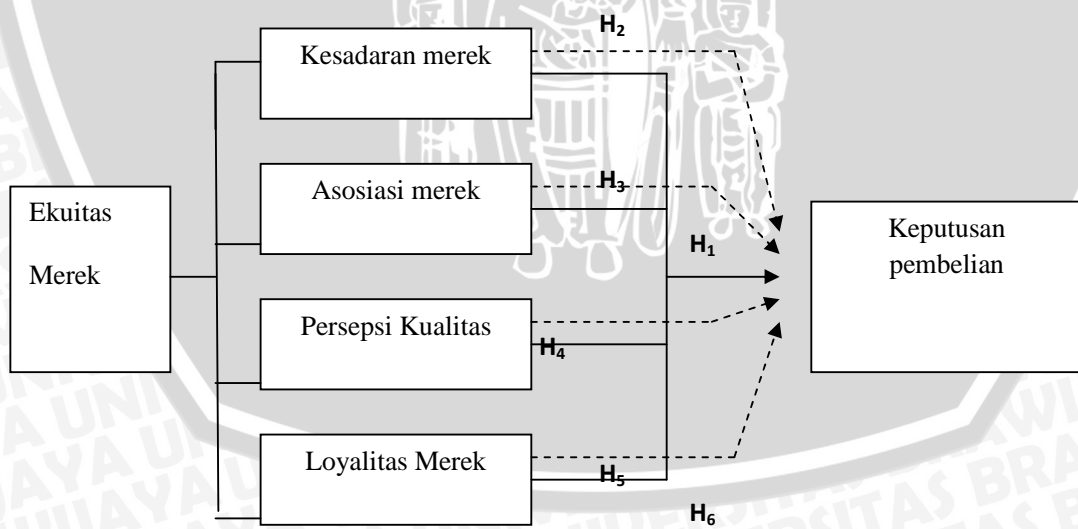 H₂
Kesadaran merek
Asosiasi merek
H₃
Ekuitas
Merek
Keputusan
pembelian
H₁
Persepsi Kualitas
H₄
Loyalitas Merek
H₅
H₆